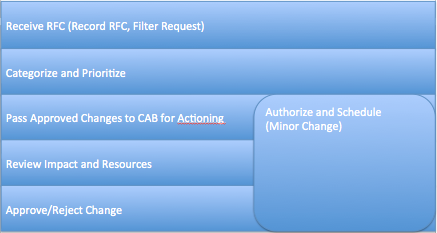 Receive RFC (Record RFC, Filter Request)
Categorize and Prioritize
Pass Approved Changes to CAB for Actioning
Authorize and Schedule
(Minor Change)
Review Impact and Resources
Approve/Reject Change